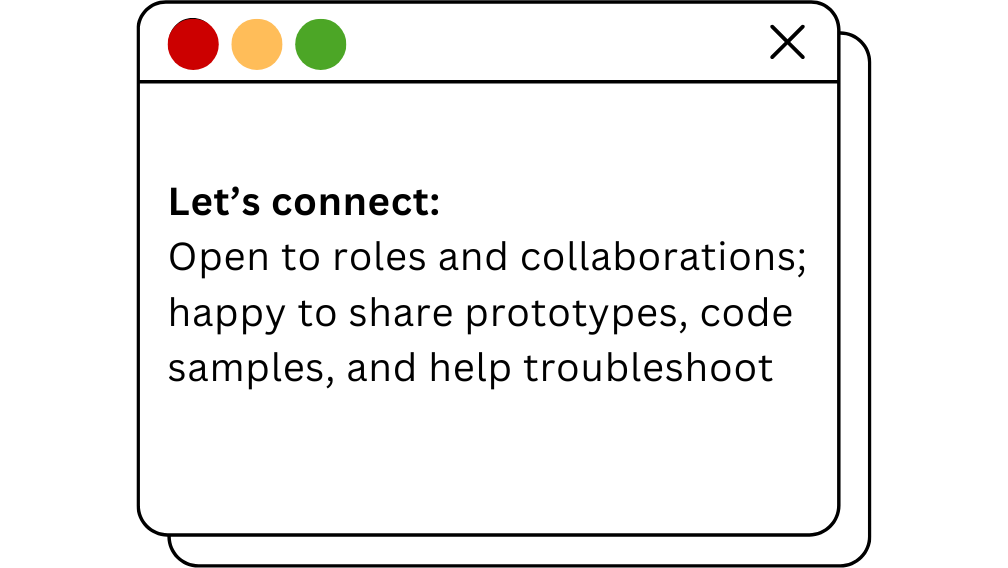 Let’s connect:
Open to roles and collaborations;
happy to share prototypes, code
samples, and help troubleshoot